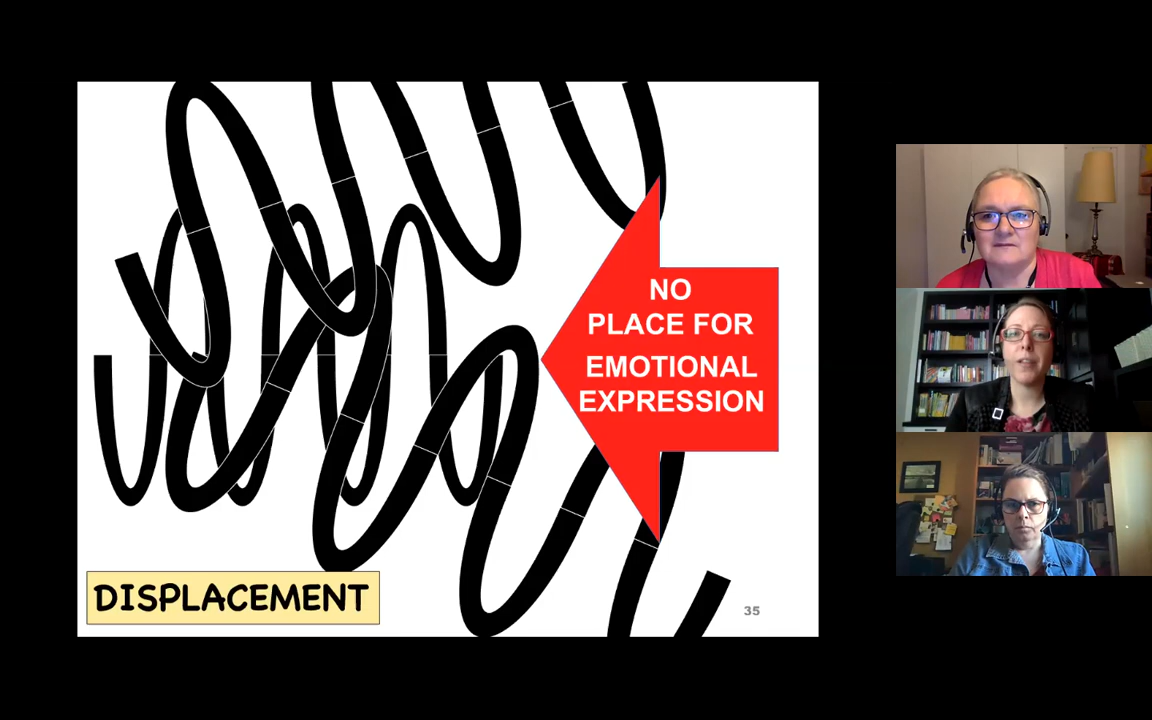 NO
PLACE FOR
EMOTIONAL
EXPRESSION
DISPLACEMENT
35